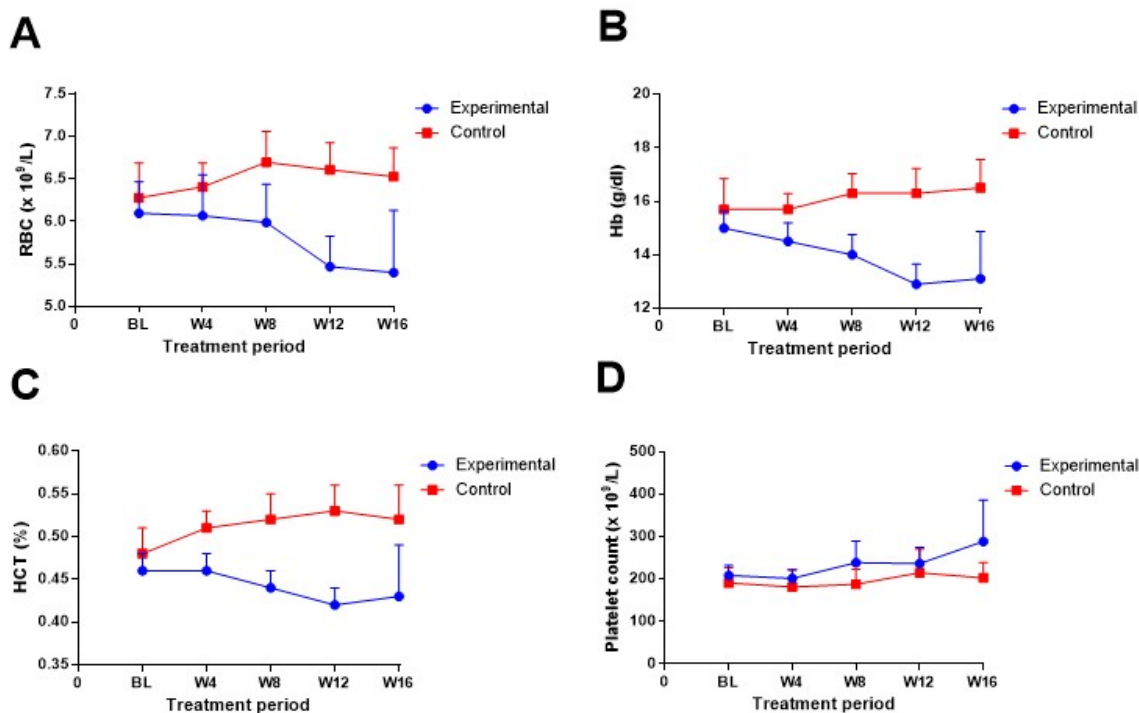 A
7.5
7.0
6.5
6.0
5.5
5.0
RBC (x 10⁹/L)
0
BL
W4
W8
W12
W16
Treatment period
Experimental
Control
B
20
18
16
14
12
Hb (g/dl)
0
BL
W4
W8
W12
W16
Treatment period
Experimental
Control
C
0.60
0.55
0.50
0.45
0.40
0.35
HCT (%)
0
BL
W4
W8
W12
W16
Treatment period
Experimental
Control
D
500
400
300
200
100
0
Platelet count (x 10⁹/L)
0
BL
W4
W8
W12
W16
Treatment period
Experimental
Control